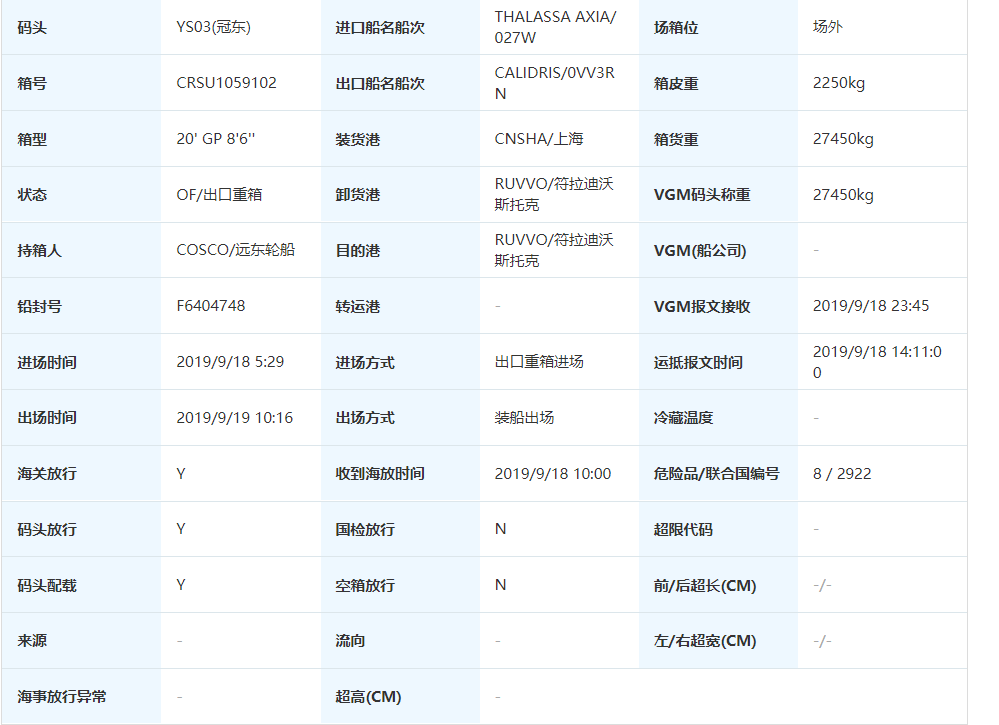 码头 YS03(冠东) 进口船名船次 THALASSA AXIA/
027W 场箱位 场外
箱号 CRSU1059102 出口船名船次 CALIDRIS/0VV3R
N 箱皮重 2250kg
箱型 20' GP 8'6'' 装货港 CNSHA/上海 箱货重 27450kg
状态 OF/出口重箱 卸货港 RUVVO/符拉迪沃
斯托克 VGM码头称重 27450kg
持箱人 COSCO/远东轮船 目的港 RUVVO/符拉迪沃
斯托克 VGM(船公司) -
铅封号 F6404748 转运港 - VGM报文接收 2019/9/18 23:45
进场时间 2019/9/18 5:29 进场方式 出口重箱进场 运抵报文时间 2019/9/18 14:11:0
0
出场时间 2019/9/19 10:16 出场方式 装船出场 冷藏温度 -
海关放行 Y 收到海放时间 2019/9/18 10:00 危险品/联合国编号 8 / 2922
码头放行 Y 国检放行 N 超限代码 -
码头配载 Y 空箱放行 N 前/后超长(CM) -/-
来源 - 流向 - 左/右超宽(CM) -/-
海事放行异常 - 超高(CM) -